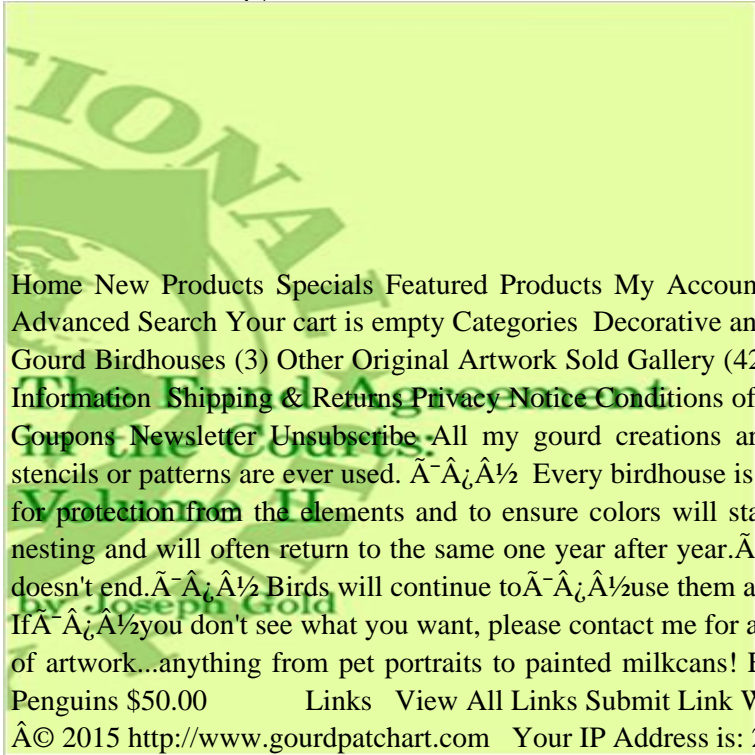 TIONAL
Home New Products Specials Featured Products My Accoun
Advanced Search Your cart is empty Categories Decorative an
Gourd Birdhouses (3) Other Original Artwork Sold Gallery (42
Information Shipping & Returns Privacy Notice Conditions of
Coupons Newsletter Unsubscribe All my gourd creations ar
stencils or patterns are ever used. Ã¯Â¿Â½ Every birdhouse is
for protection from the elements and to ensure colors will sta
nesting and will often return to the same one year after year.Ã
doesn't end.Ã¯Â¿Â½ Birds will continue toÃ¯Â¿Â½use them a
IfÃ¯Â¿Â½you don't see what you want, please contact me for a
of artwork...anything from pet portraits to painted milkcans! B
Penguins $50.00 Links View All Links Submit Link W
Â© 2015 http://www.gourdpatchart.com Your IP Address is:
The Fund Agreement
in the Courts:
Volume II
by Joseph Gold